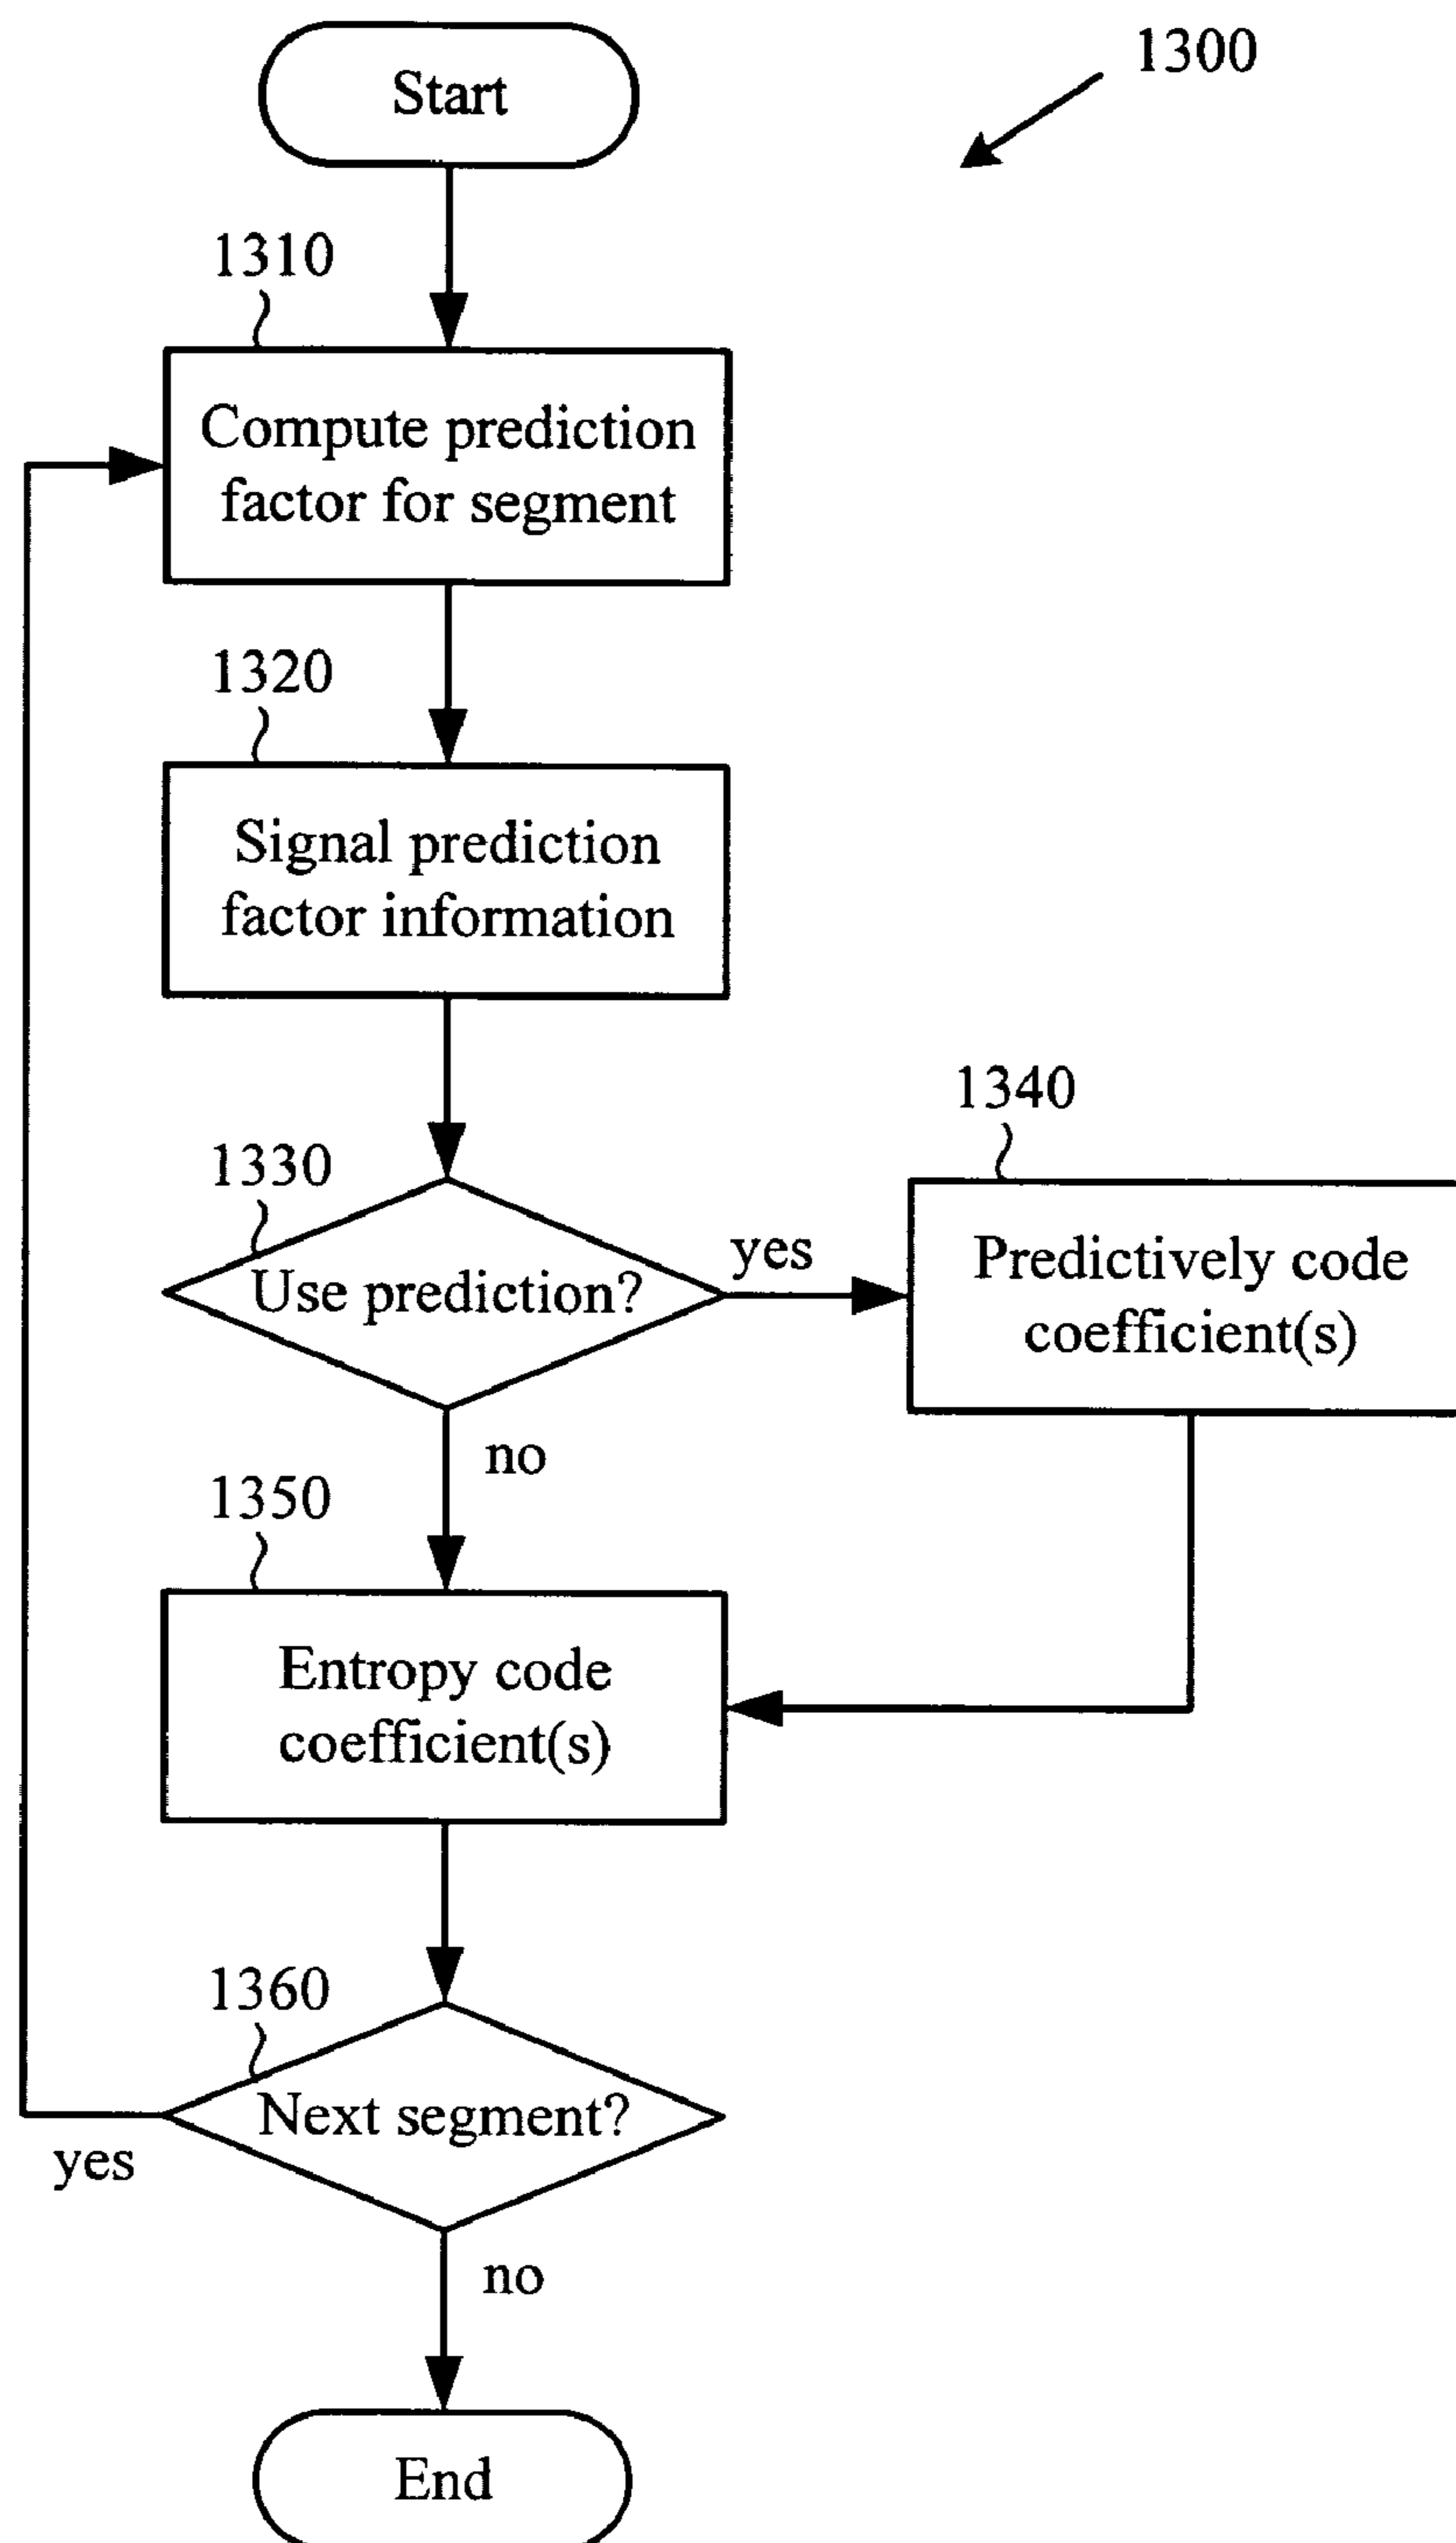 Start
1300
1310
Compute prediction
factor for segment
1320
Signal prediction
factor information
1330
Use prediction?
yes
1340
Predictively code
coefficient(s)
no
1350
Entropy code
coefficient(s)
1360
Next segment?
yes
no
End